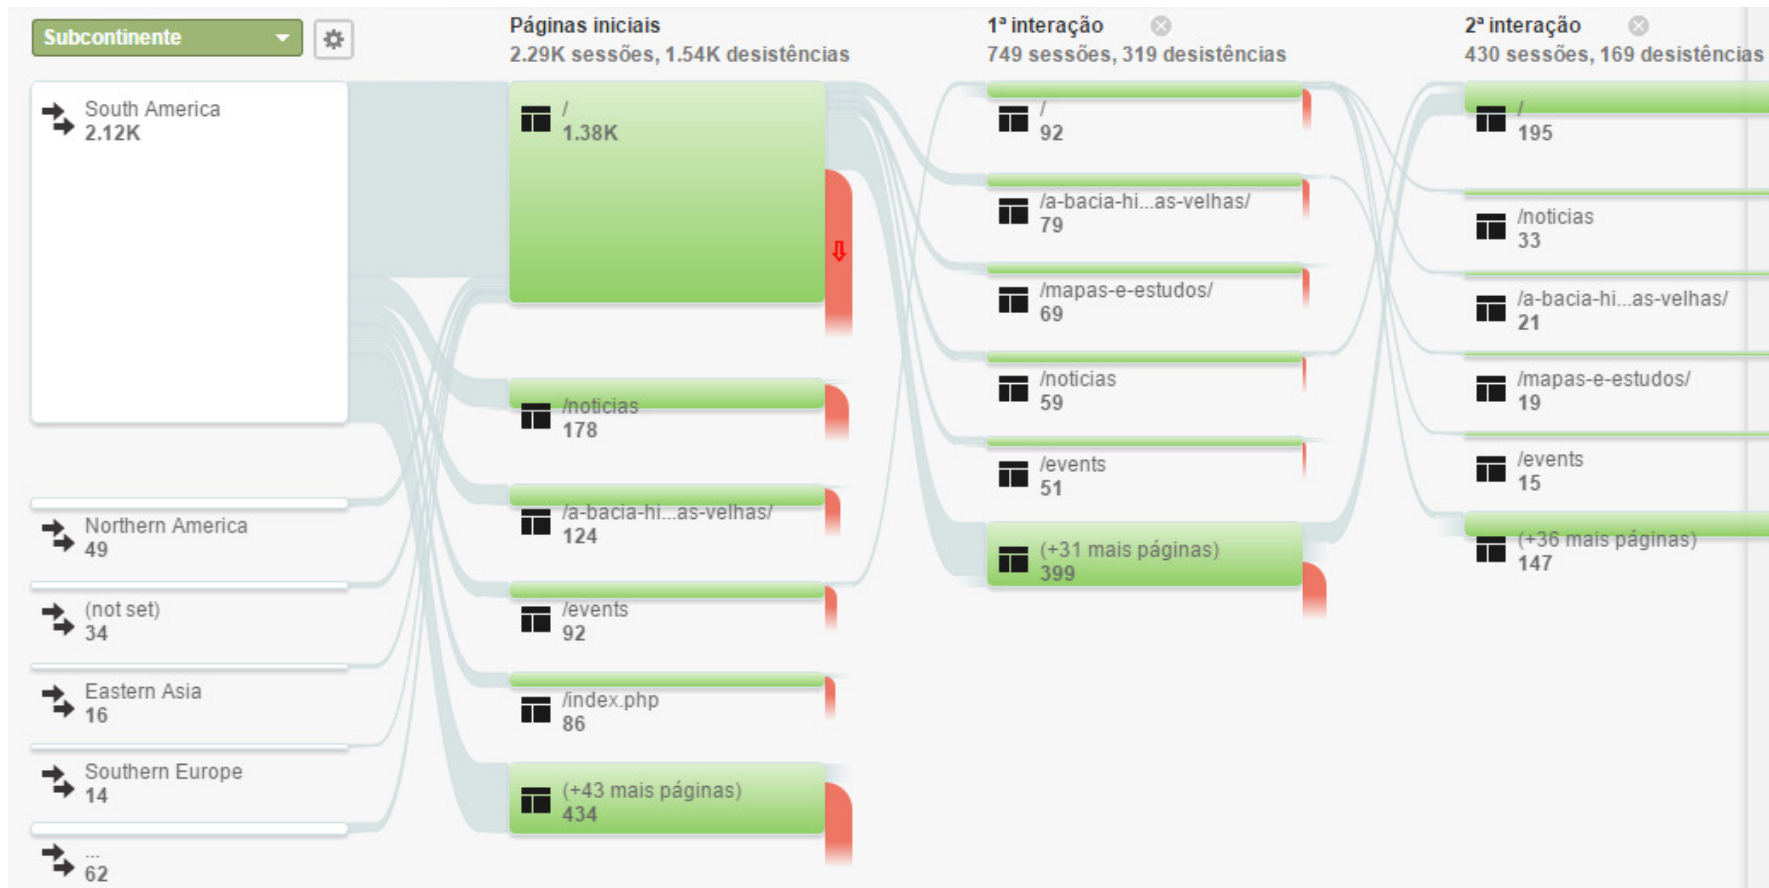 Subcontinente
South America
2.12K
Northern America
49
(not set)
34
Eastern Asia
16
Southern Europe
14
...
62
Páginas iniciais
2.29K sessões, 1.54K desistências
/
1.38K
/noticias
178
/a-bacia-hi...as-velhas/
124
/events
92
/index.php
86
(+43 mais páginas)
434
1ª interação
749 sessões, 319 desistências
/
92
/a-bacia-hi...as-velhas/
79
/mapas-e-estudos/
69
/noticias
59
/events
51
(+31 mais páginas)
399
2ª interação
430 sessões, 169 desistências
/
195
/noticias
33
/a-bacia-hi...as-velhas/
21
/mapas-e-estudos/
19
/events
15
(+36 mais páginas)
147